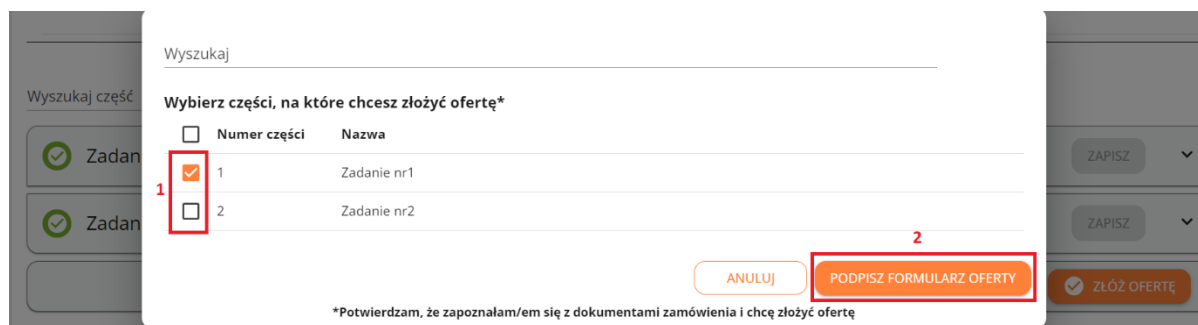 Wyszukaj
Wyszukaj część
Wybierz części, na które chcesz złożyć ofertę*
Numer części Nazwa
1 1 Zadanie nr1
2 Zadanie nr2
ZAPISZ
ZAPISZ
2
ANULUJ PODPISZ FORMULARZ OFERTY
ZŁÓŻ OFERTĘ
*Potwierdzam, że zapoznałam/em się z dokumentami zamówienia i chcę złożyć ofertę